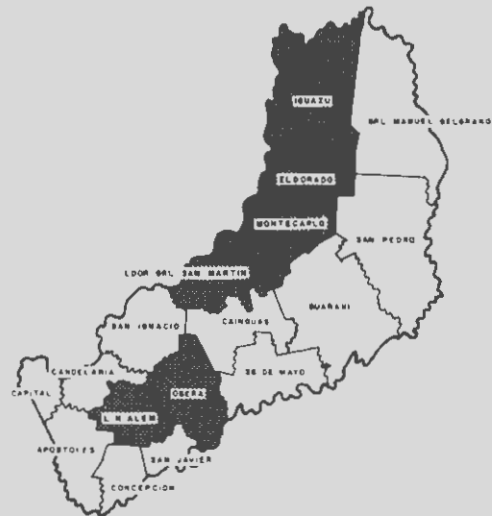 IGUAZU
GRL MANUEL BELGRANO
ELDORADO
MONTECARLO
SAN PEDRO
LDOR GRL SAN MARTIN
GUARANI
CAINGUAS
SAN IGNACIO
CANDELARIA
25 DE MAYO
CAPITAL
OBERA
L N ALEM
APOSTOLES
SAN JAVIER
CONCEPCION